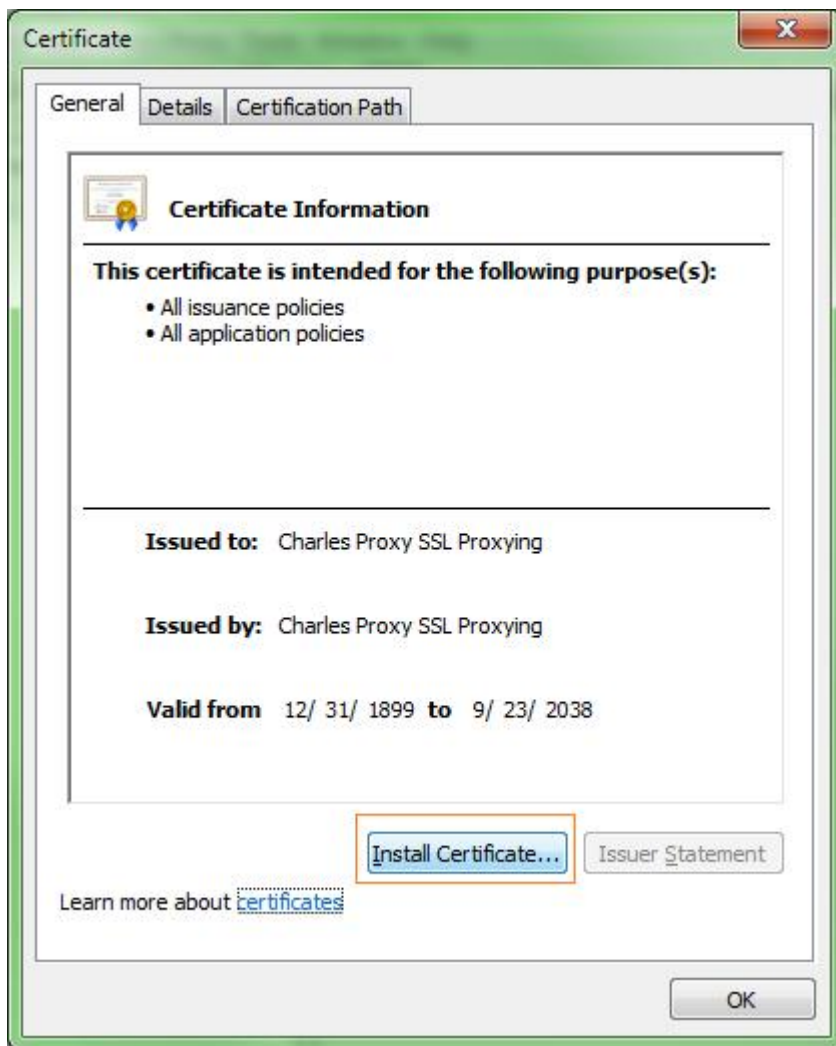 Certificate
General Details Certification Path
Certificate Information
This certificate is intended for the following purpose(s):
• All issuance policies
• All application policies
Issued to: Charles Proxy SSL Proxying
Issued by: Charles Proxy SSL Proxying
Valid from 12/ 31/ 1899 to 9/ 23/ 2038
Install Certificate... Issuer Statement
Learn more about certificates
OK